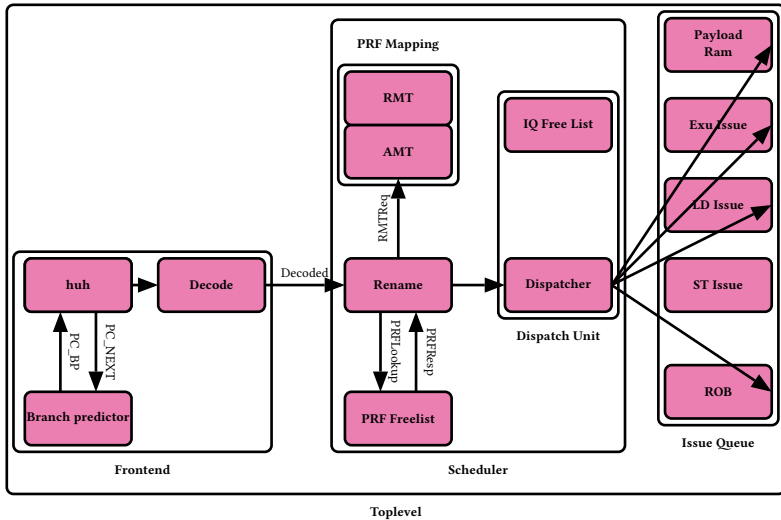 Payload
Ram
PRF Mapping
RMT
IQ Free List
Exu Issue
AMT
LD Issue
RMTReq
huh
Decode
Decoded
Rename
Dispatcher
ST Issue
PC_BP
PC_NEXT
PRFLookup
PRFResp
Dispatch Unit
Branch predictor
PRF Freelist
ROB
Frontend
Scheduler
Issue Queue
Toplevel